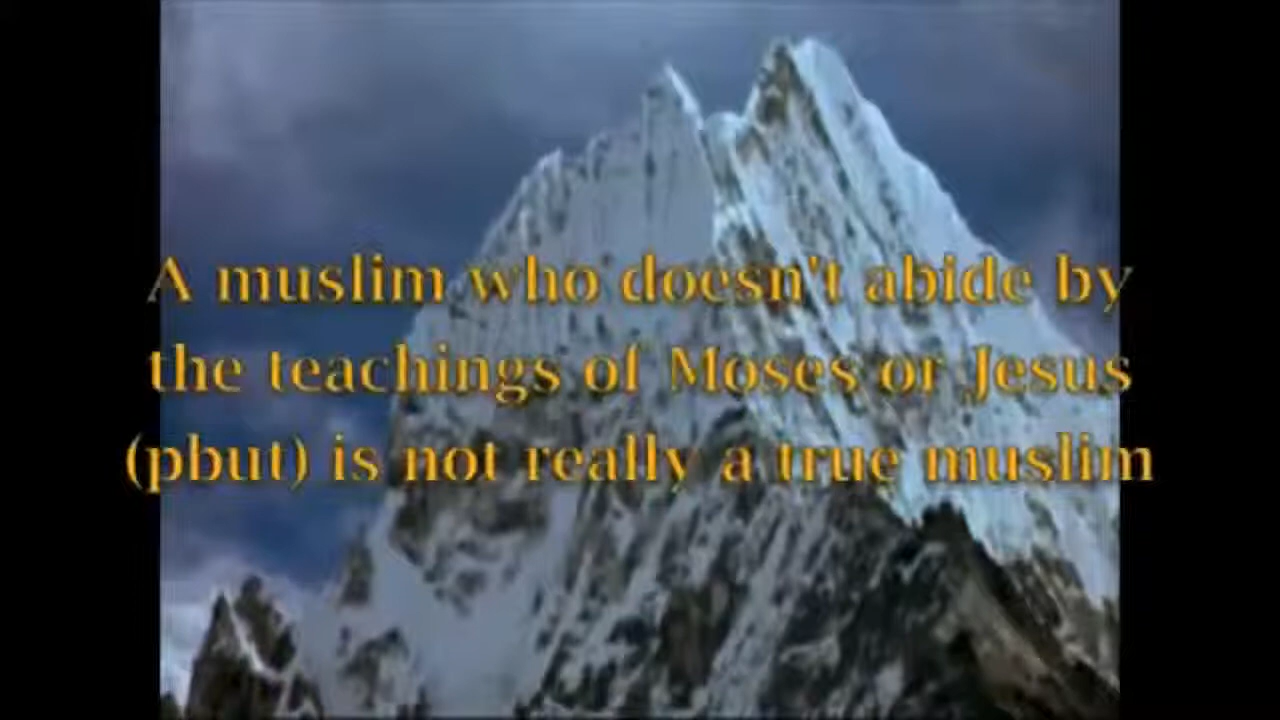 A muslim who doesn't abide by
the teachings of Moses or Jesus
(pbut) is not really a true muslim